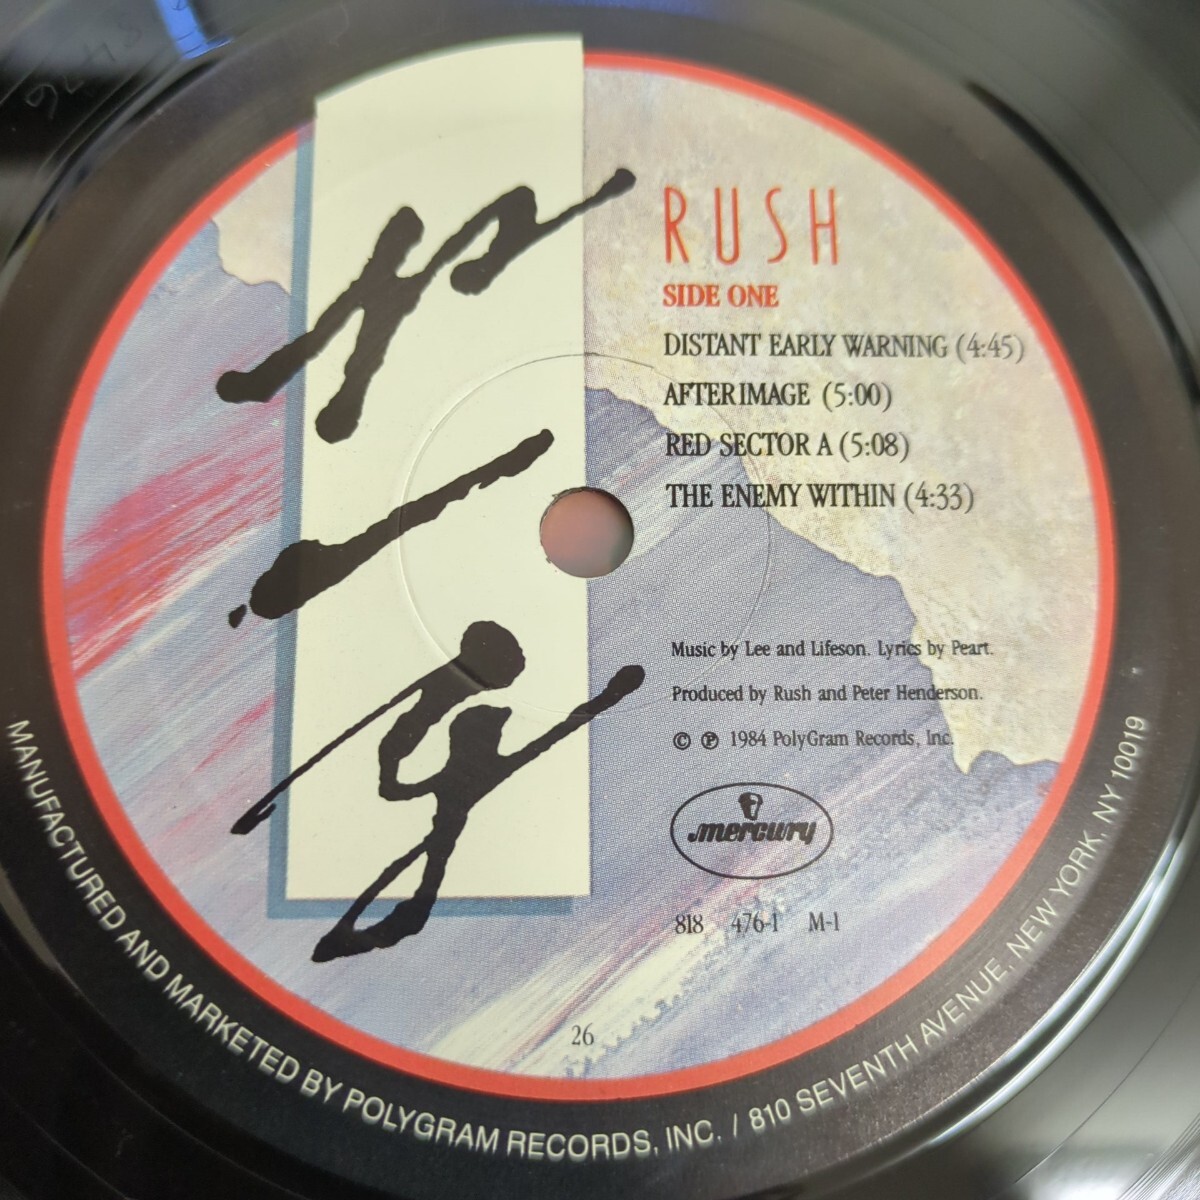 カ
一
ア
RUSH
SIDE ONE
DISTANT EARLY WARNING (4:45)
AFTERIMAGE (5:00)
RED SECTOR A (5:08)
THE ENEMY WITHIN (4:33)
Music by Lee and Lifeson. Lyrics by Peart.
Produced by Rush and Peter Henderson.
© ℗ 1984 PolyGram Records, Inc.
mercury
818 476-1 M-1
26
MANUFACTURED AND MARKETED BY POLYGRAM RECORDS, INC. / 810 SEVENTH AVENUE, NEW YORK, NY 10019